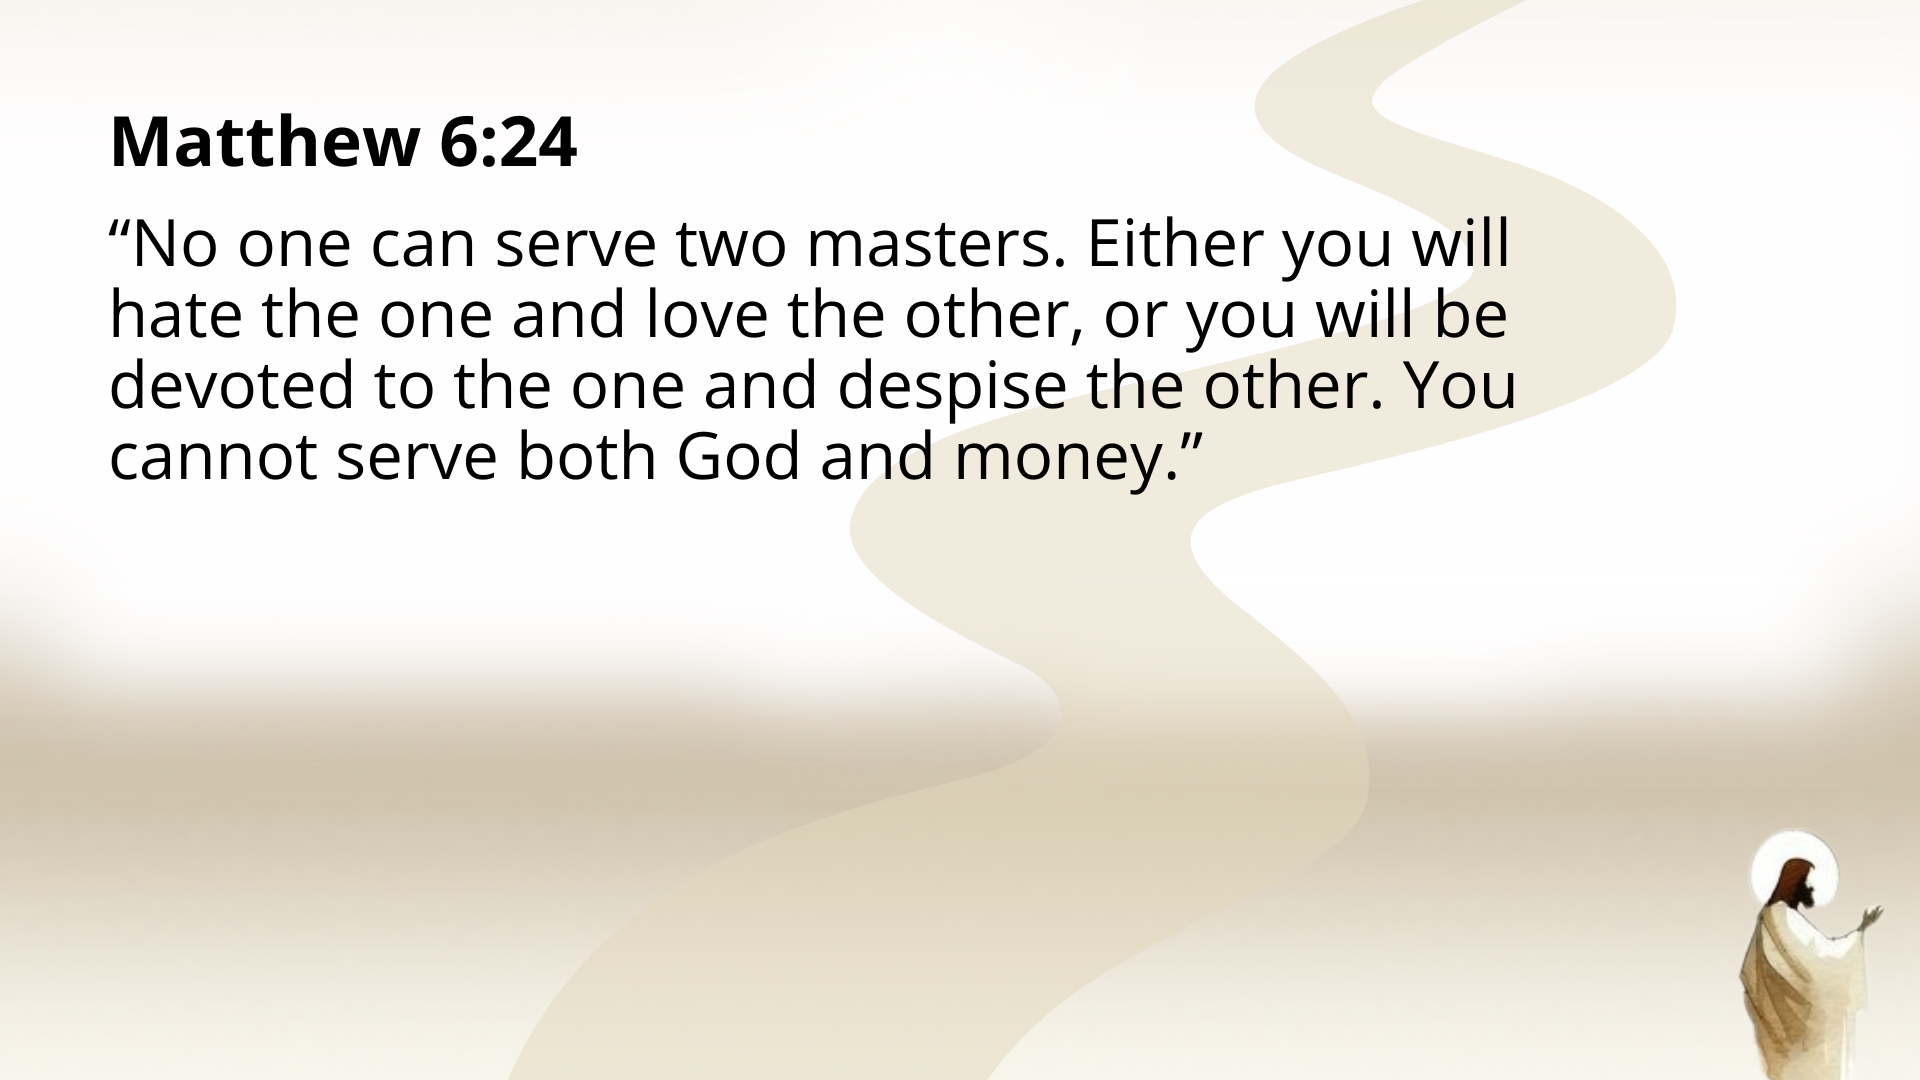 Matthew 6:24
“No one can serve two masters. Either you will
hate the one and love the other, or you will be
devoted to the one and despise the other. You
cannot serve both God and money.”